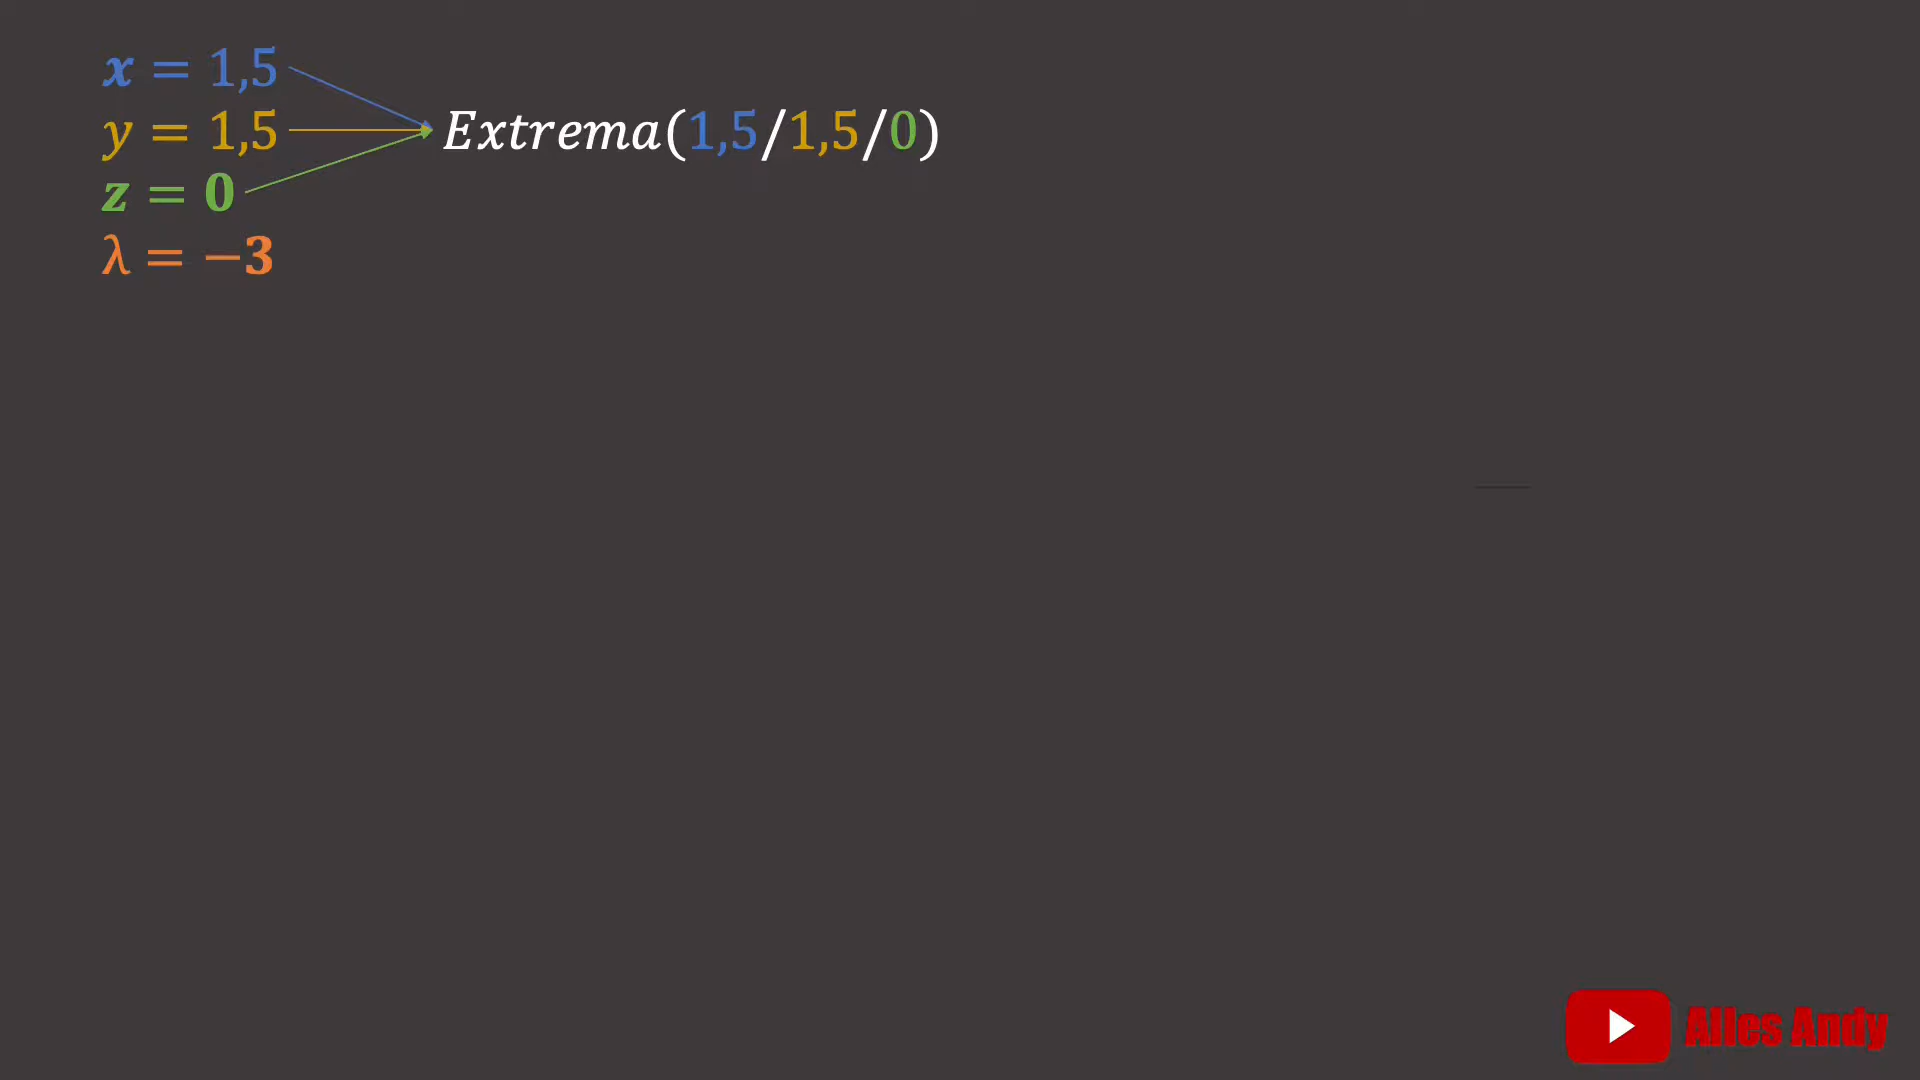 x = 1,5
y = 1,5
z = 0
λ = −3
Extrema(1,5/1,5/0)
Alles Andy